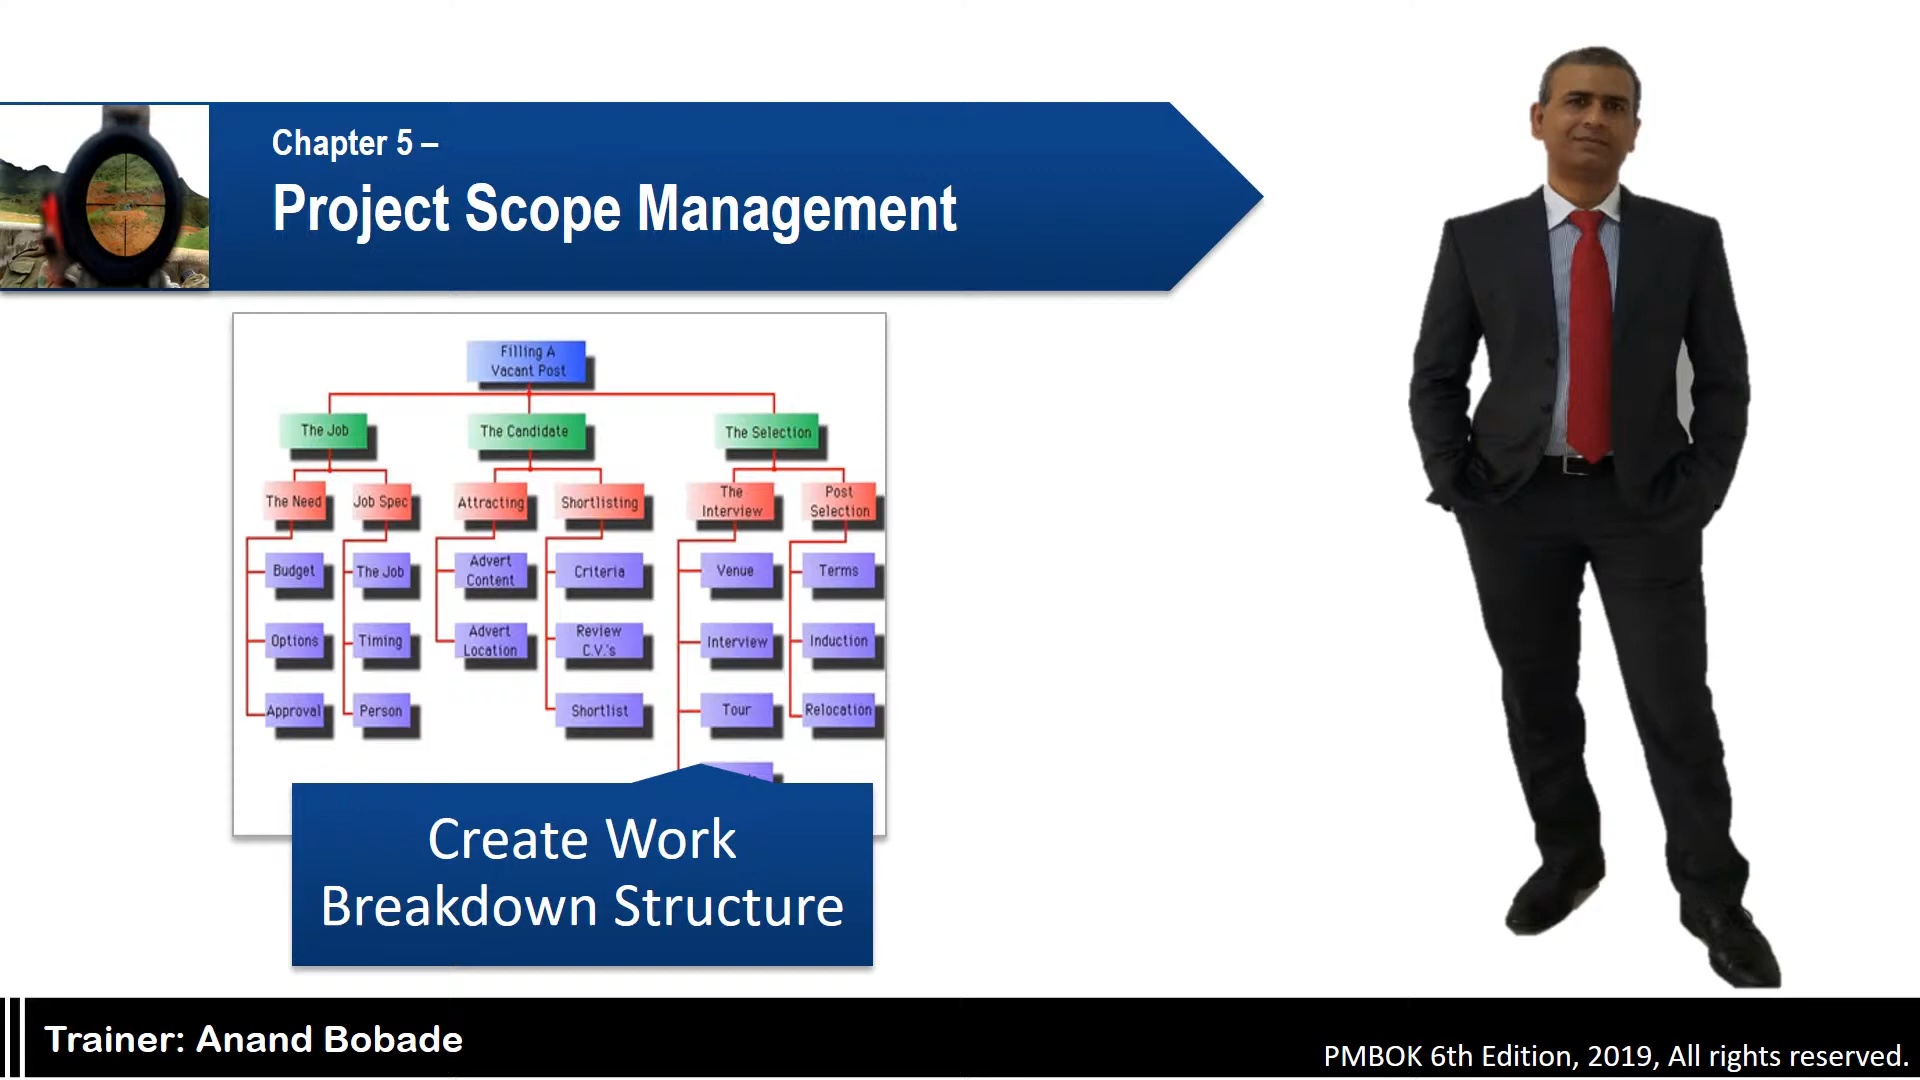 Chapter 5 –
Project Scope Management
Filling A
Vacant Post
The Job
The Candidate
The Selection
The Need
Job Spec
Attracting
Shortlisting
The
Interview
Post
Selection
Budget
The Job
Advert
Content
Criteria
Venue
Terms
Options
Timing
Advert
Location
Review
C.V.'s
Interview
Induction
Approval
Person
Shortlist
Tour
Relocation
Create Work
Breakdown Structure
Trainer: Anand Bobade
PMBOK 6th Edition, 2019, All rights reserved.